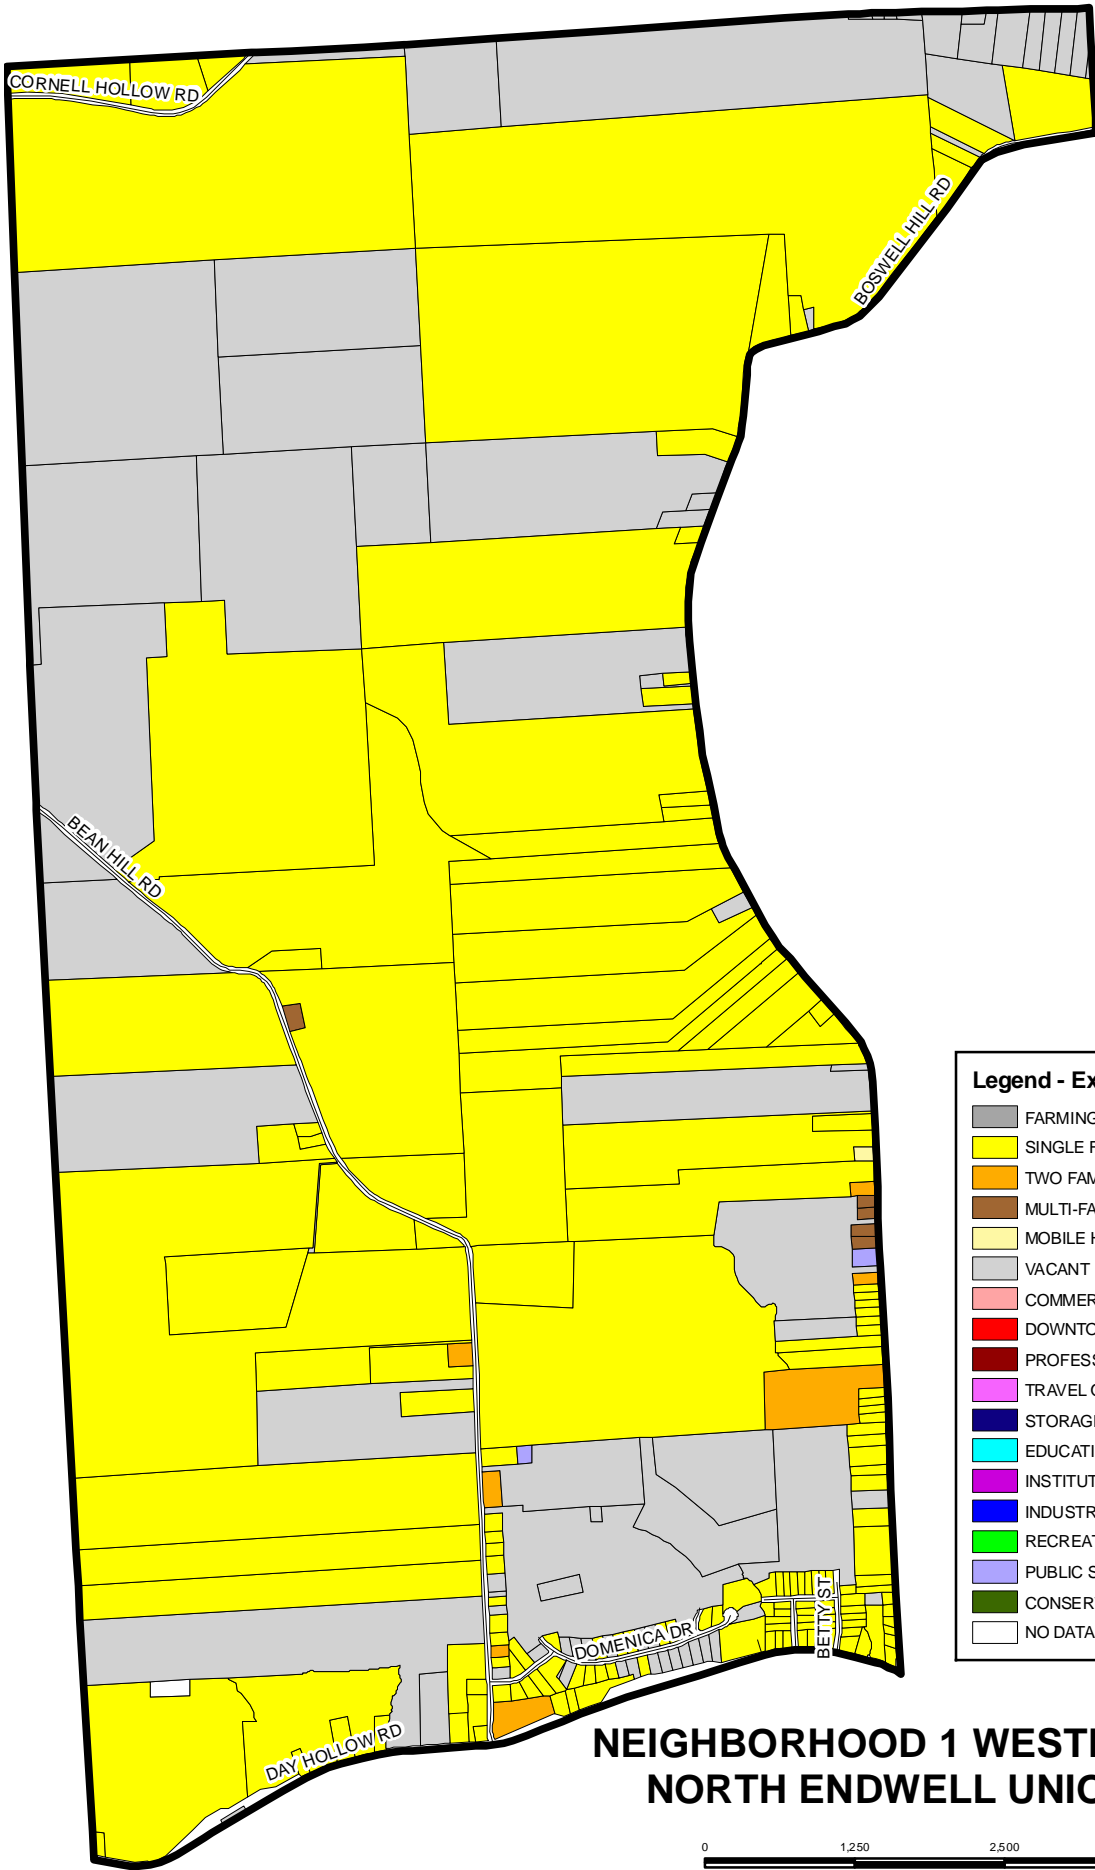 CORNELL HOLLOW RD
BOSWELL HILL RD
BEAN HILL RD
Legend - Ex
FARMING
SINGLE F
TWO FAM
MULTI-FA
MOBILE H
VACANT
COMMER
DOWNTO
PROFESS
TRAVEL
STORAG
EDUCATI
INSTITUT
INDUSTR
RECREAT
PUBLIC S
CONSER
NO DATA
BETTY ST
DOMENICA DR
DAY HOLLOW RD
NEIGHBORHOOD 1 WEST
NORTH ENDWELL UNIO
0 1,250 2,500